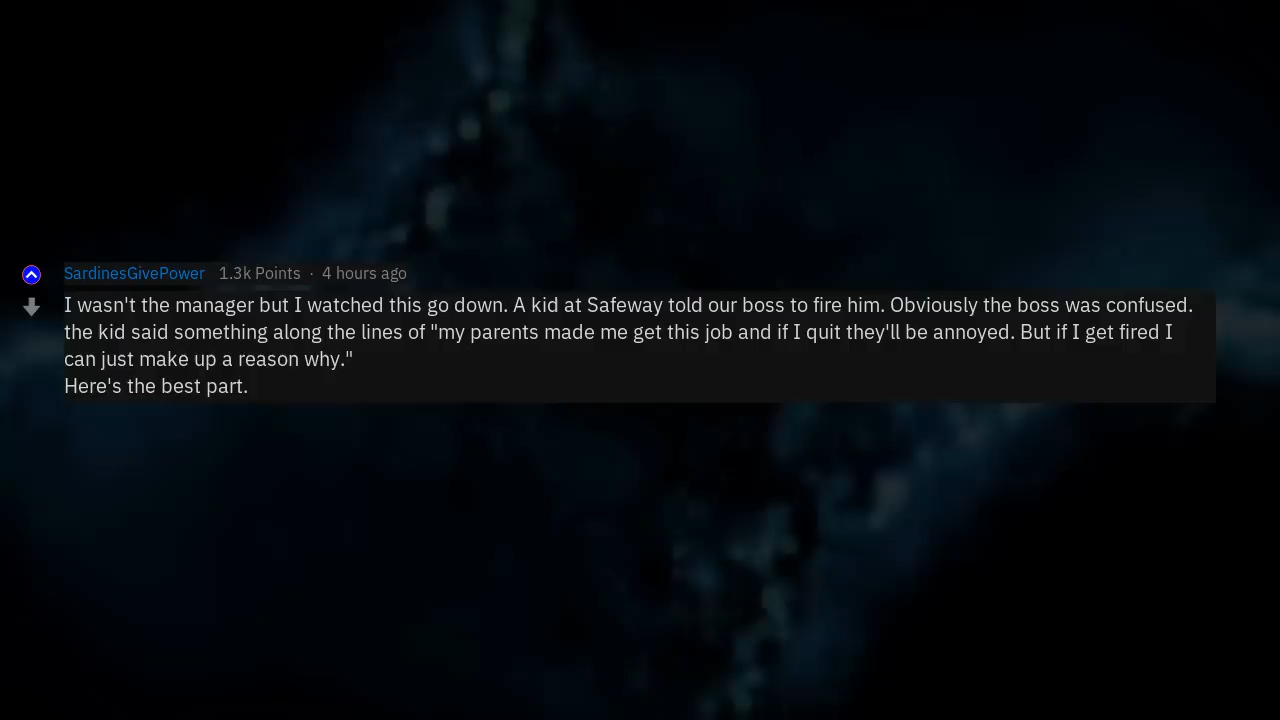 SardinesGivePower 1.3k Points · 4 hours ago
I wasn't the manager but I watched this go down. A kid at Safeway told our boss to fire him. Obviously the boss was confused.
the kid said something along the lines of "my parents made me get this job and if I quit they'll be annoyed. But if I get fired I
can just make up a reason why."
Here's the best part.